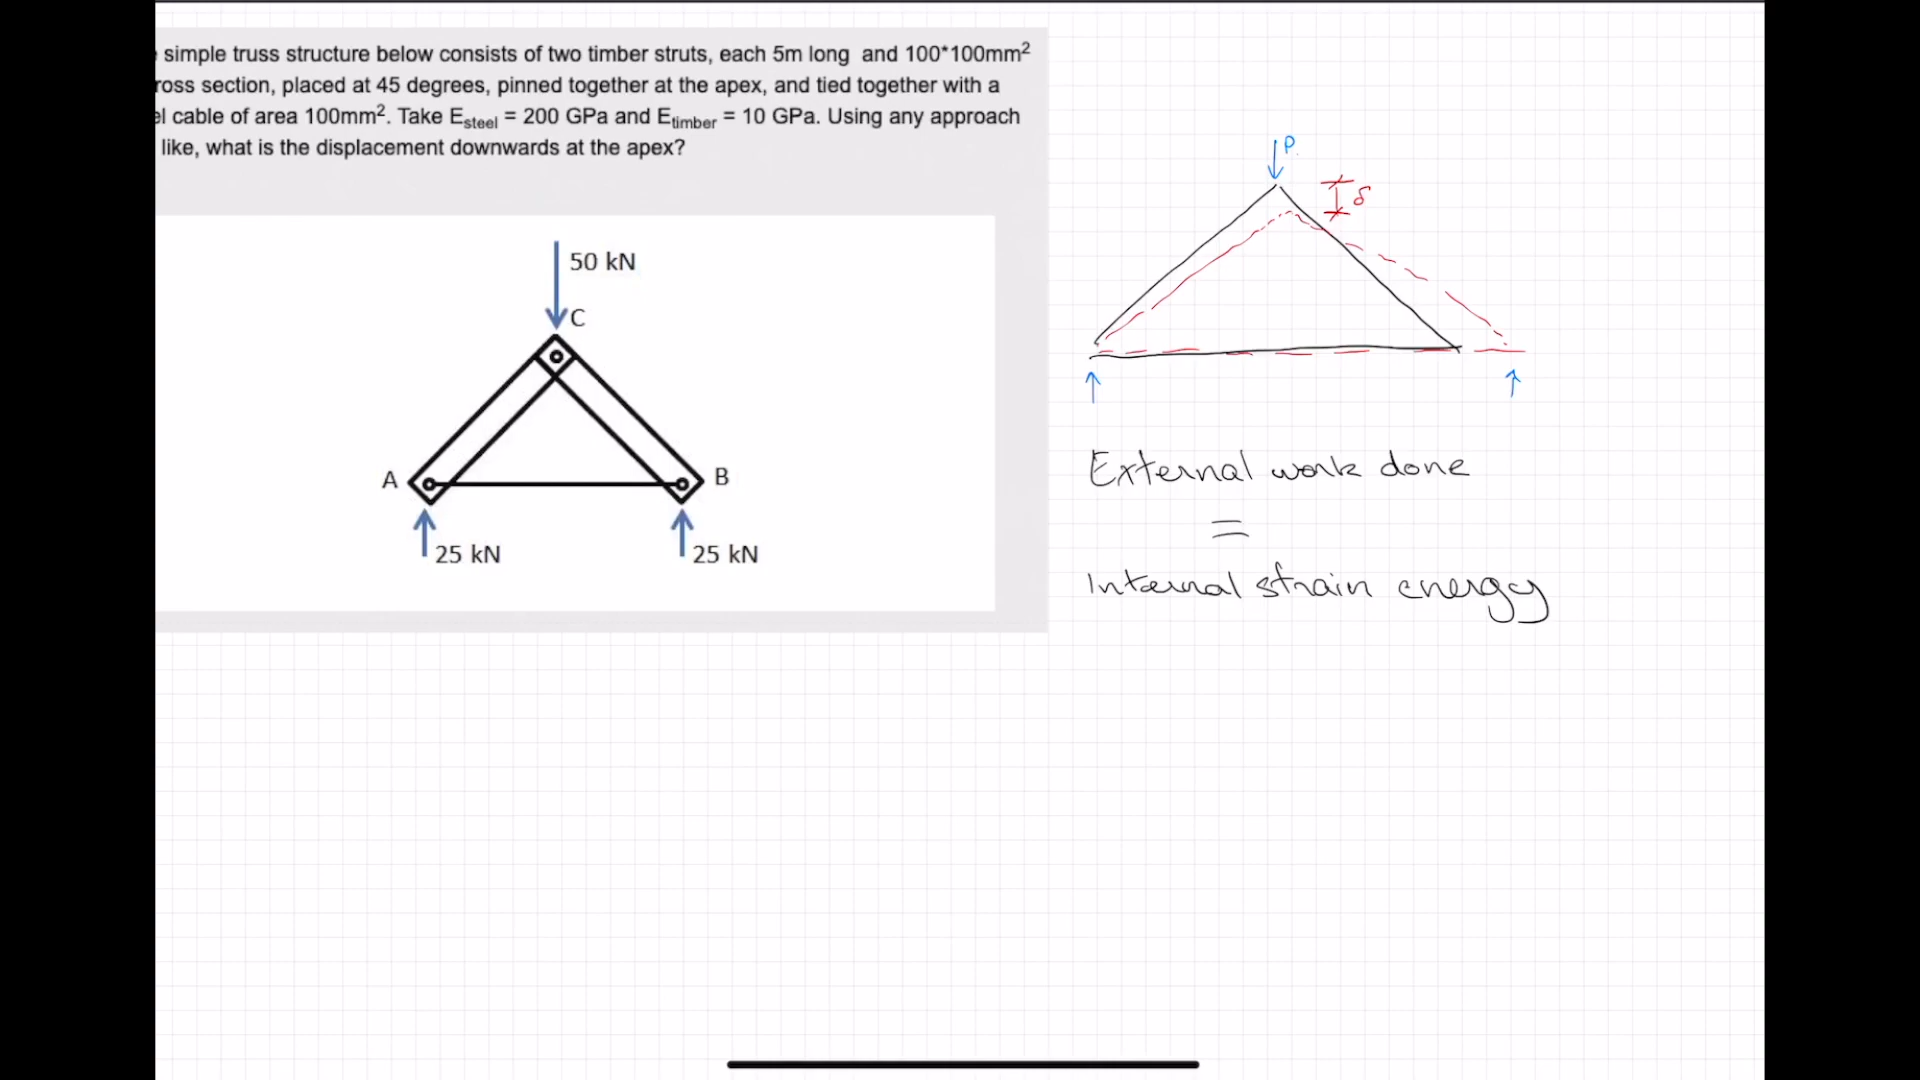 simple truss structure below consists of two timber struts, each 5m long and 100*100mm²
ross section, placed at 45 degrees, pinned together at the apex, and tied together with a
el cable of area 100mm². Take Esteel = 200 GPa and Etimber = 10 GPa. Using any approach
like, what is the displacement downwards at the apex?
50 kN
C
A
B
25 kN
25 kN
P.
δ
External work done
=
Internal strain energy